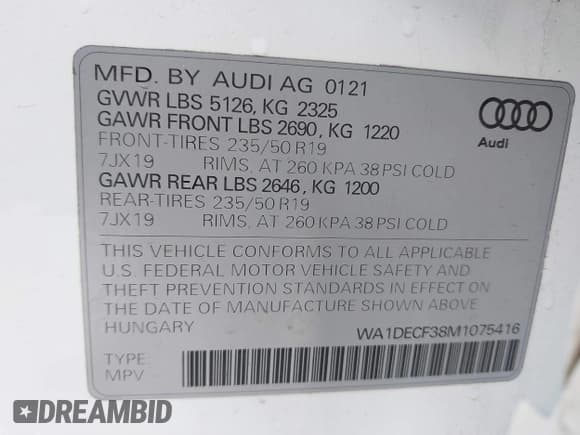 MFD. BY AUDI AG 0121
GVWR LBS 5126, KG 2325
GAWR FRONT LBS 2690, KG 1220
FRONT-TIRES 235/50 R19
7JX19 RIMS, AT 260 KPA 38 PSI COLD
GAWR REAR LBS 2646, KG 1200
REAR-TIRES 235/50 R19
7JX19 RIMS, AT 260 KPA 38 PSI COLD
Audi
THIS VEHICLE CONFORMS TO ALL APPLICABLE
U.S. FEDERAL MOTOR VEHICLE SAFETY AND
THEFT PREVENTION STANDARDS IN EFFECT ON
THE DATE OF MANUFACTURE SHOWN ABOVE
HUNGARY WA1DECF38M1075416
TYPE:
MPV
DREAMBID